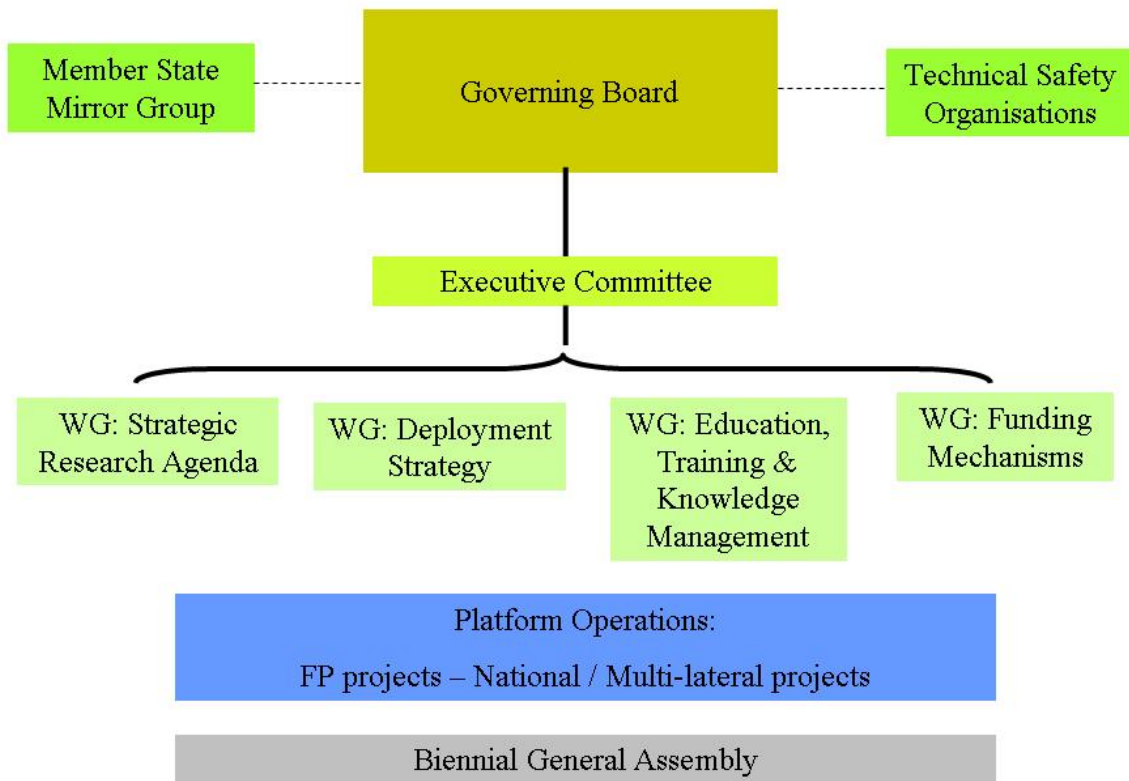 Member State
Mirror Group
Governing Board
Technical Safety
Organisations
Executive Committee
WG: Strategic
Research Agenda
WG: Deployment
Strategy
WG: Education,
Training &
Knowledge
Management
WG: Funding
Mechanisms
Platform Operations:
FP projects – National / Multi-lateral projects
Biennial General Assembly